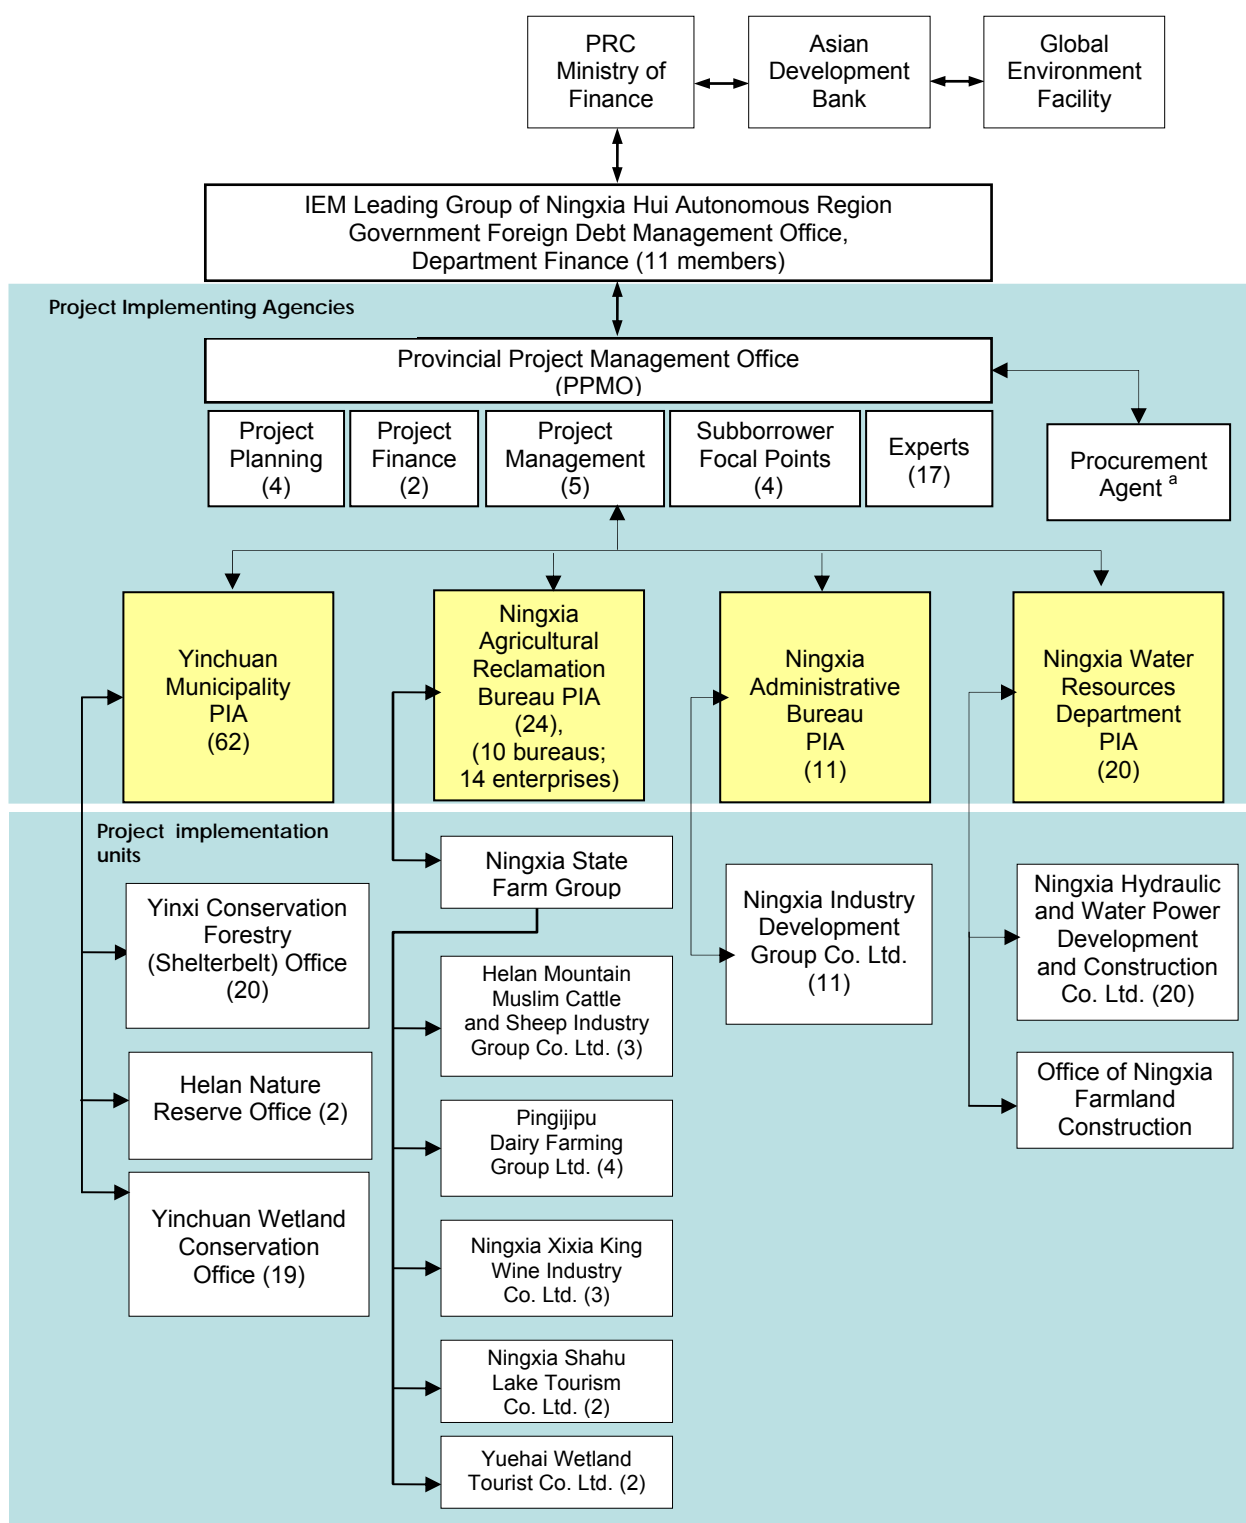 PRC
Ministry of
Finance
Asian
Development
Bank
Global
Environment
Facility
IEM Leading Group of Ningxia Hui Autonomous Region
Government Foreign Debt Management Office,
Department Finance (11 members)
Project Implementing Agencies
Provincial Project Management Office
(PPMO)
Project
Planning
(4)
Project
Finance
(2)
Project
Management
(5)
Subborrower
Focal Points
(4)
Experts
(17)
Procurement
Agent a
Yinchuan
Municipality
PIA
(62)
Ningxia
Agricultural
Reclamation
Bureau PIA
(24),
(10 bureaus;
14 enterprises)
Ningxia
Administrative
Bureau
PIA
(11)
Ningxia Water
Resources
Department
PIA
(20)
Project implementation
units
Yinxi Conservation
Forestry
(Shelterbelt) Office
(20)
Helan Nature
Reserve Office (2)
Yinchuan Wetland
Conservation
Office (19)
Ningxia State
Farm Group
Helan Mountain
Muslim Cattle
and Sheep Industry
Group Co. Ltd. (3)
Pingijipu
Dairy Farming
Group Ltd. (4)
Ningxia Xixia King
Wine Industry
Co. Ltd. (3)
Ningxia Shahu
Lake Tourism
Co. Ltd. (2)
Yuehai Wetland
Tourist Co. Ltd. (2)
Ningxia Industry
Development
Group Co. Ltd.
(11)
Ningxia Hydraulic
and Water Power
Development
and Construction
Co. Ltd. (20)
Office of Ningxia
Farmland
Construction